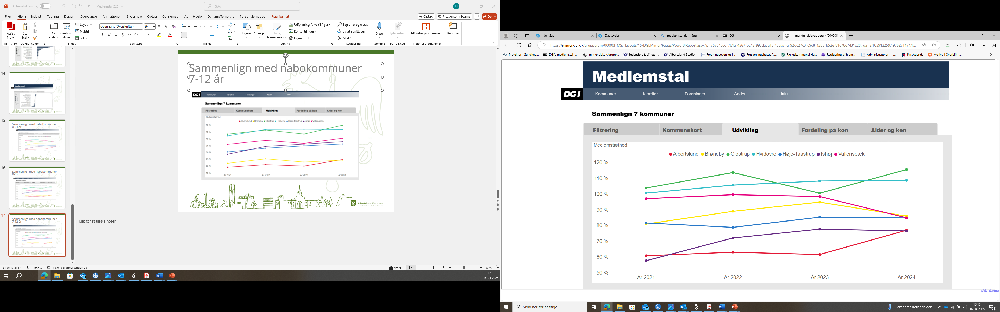 Automatisk lagring
Medlemstal 2024
Søg
TJ
Filer Hjem Indsæt Tegning Design Overgange Animationer Slideshow Optag Gennemse Vis Hjælp DynamicTemplate Personalemappe Figurformat
Optag Præsenter i Teams Del
Assist Pro
Sæt ind
Ny slide
Genbrug slides
Layout
Nulstil
Sektion
Open Sans (Overskrifter) 36
F K U S ab AV Aa A
Figurer Arranger Hurtig formatering
Udfyldningsfarve til figur
Kontur til figur
Figureffekter
Søg efter og erstat
Erstat skrifttyper
Markér
Dikter
Følsomhed
Tilføjelsesprogrammer
Designer
Assist Pro Udklipsholder Slides Skrifttype Afsnit Tegning Redigering Stemme Følsomhed Tilføjelsesprogrammer
14
Medlemstal
15
Sammenlign med nabokommuner
0-24 år
16
Sammenlign med nabokommuner
0-6 år
17
Sammenlign med nabokommuner
7-12 år
Sammenlign med nabokommuner
7-12 år
DGI Kommuner Idrætter Foreninger Andet Info
Sammenlign 7 kommuner
Filtrering Kommunekort Udvikling Fordeling på køn Alder og køn
Medlemstæthed
Albertslund Brøndby Glostrup Hvidovre Høje-Taastrup Ishøj Vallensbæk
50 %
45 %
40 %
35 %
30 %
25 %
20 %
15 %
År 2021 År 2022 År 2023 År 2024
Albertslund Kommune
Klik for at tilføje noter
Slide 17 af 17 Dansk Tilgængelighed: Undersøg
Noter 87 %
13:16
16-04-2025
NemSag
Dagsorden
medlemstal dgi - Søg
DGI
mimer.dgi.dk/grupperum/00000I
https://mimer.dgi.dk/grupperum/00000ITMS/_layouts/15/DGI.Mimer/Pages/PowerBIReport.aspx?p=757a48ed-7b1a-4567-bc43-993da3a1ef46&w=g_92de27c0_69c8_43b5_b52e_81e78e7431c2&_ga=2.105912259.1976271474.1...
Projekter - Sundhed... DGI's medlemstal -... mimer.dgi.dk/grupp... Indendørs faciliteter... Albertslund Stadion Foreningsoversigt |... Forsamlingshuset Al... Fælleskommunal Ha... Redigering af hjem... Administratorer - K... FirstAgenda Motivu | Overblik -...
Medlemstal
DGI Kommuner Idrætter Foreninger Andet Info
Sammenlign 7 kommuner
Filtrering Kommunekort Udvikling Fordeling på køn Alder og køn
Medlemstæthed
Albertslund Brøndby Glostrup Hvidovre Høje-Taastrup Ishøj Vallensbæk
120 %
110 %
100 %
90 %
80 %
70 %
60 %
50 %
År 2021 År 2022 År 2023 År 2024
(fuld skærm)
Skriv her for at søge
Temperaturerne falder
13:16
16-04-2025
21